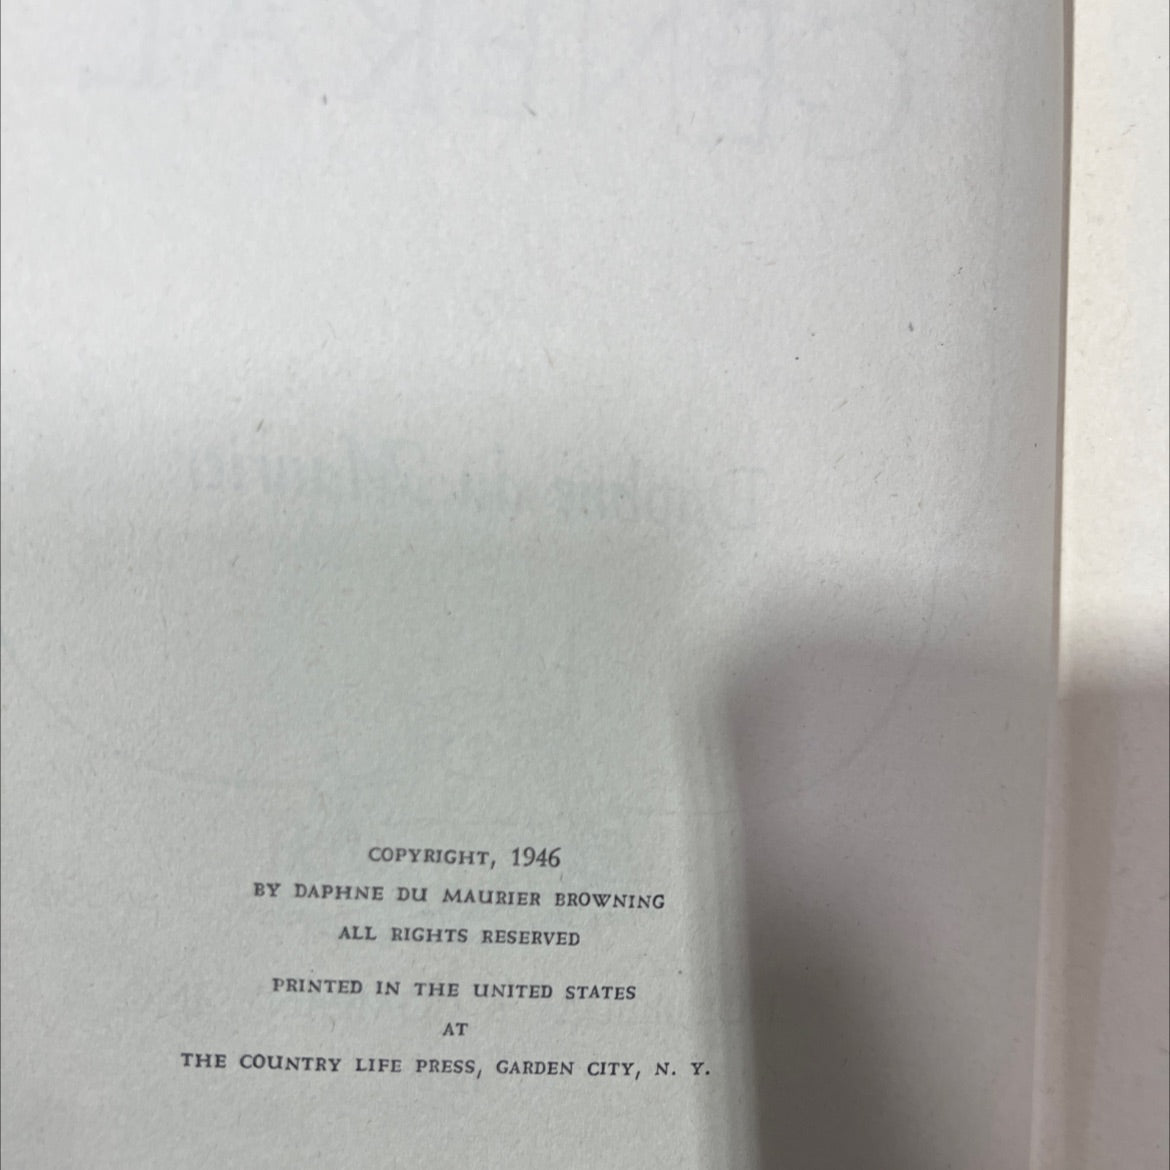 COPYRIGHT, 1946
BY DAPHNE DU MAURIER BROWNING
ALL RIGHTS RESERVED
PRINTED IN THE UNITED STATES
AT
THE COUNTRY LIFE PRESS, GARDEN CITY, N. Y.